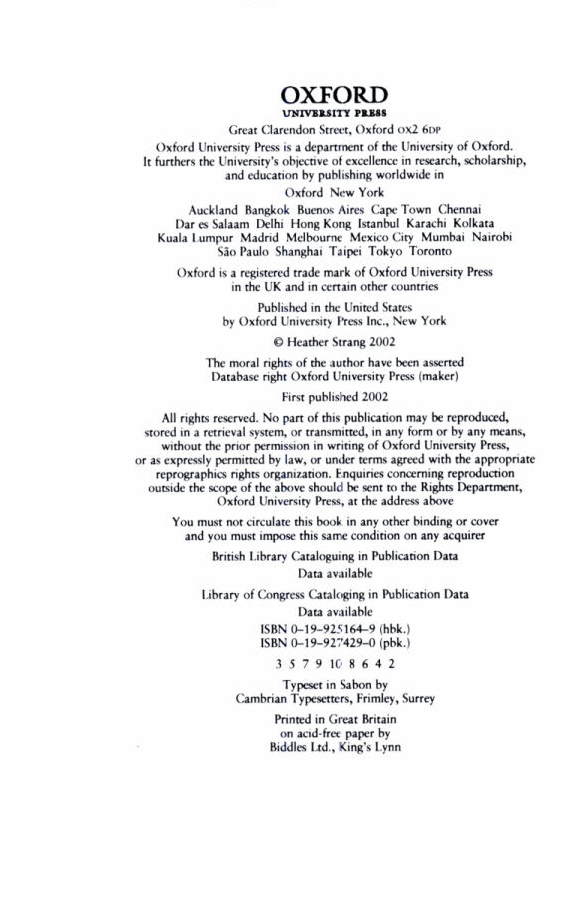 OXFORD
UNIVERSITY PRESS
Great Clarendon Street, Oxford OX2 6DP
Oxford University Press is a department of the University of Oxford.
It furthers the University's objective of excellence in research, scholarship,
and education by publishing worldwide in
Oxford New York
Auckland Bangkok Buenos Aires Cape Town Chennai
Dar es Salaam Delhi Hong Kong Istanbul Karachi Kolkata
Kuala Lumpur Madrid Melbourne Mexico City Mumbai Nairobi
São Paulo Shanghai Taipei Tokyo Toronto
Oxford is a registered trade mark of Oxford University Press
in the UK and in certain other countries
Published in the United States
by Oxford University Press Inc., New York
© Heather Strang 2002
The moral rights of the author have been asserted
Database right Oxford University Press (maker)
First published 2002
All rights reserved. No part of this publication may be reproduced,
stored in a retrieval system, or transmitted, in any form or by any means,
without the prior permission in writing of Oxford University Press,
or as expressly permitted by law, or under terms agreed with the appropriate
reprographics rights organization. Enquiries concerning reproduction
outside the scope of the above should be sent to the Rights Department,
Oxford University Press, at the address above
You must not circulate this book in any other binding or cover
and you must impose this same condition on any acquirer
British Library Cataloguing in Publication Data
Data available
Library of Congress Cataloging in Publication Data
Data available
ISBN 0–19–925164–9 (hbk.)
ISBN 0–19–927429–0 (pbk.)
3 5 7 9 10 8 6 4 2
Typeset in Sabon by
Cambrian Typesetters, Frimley, Surrey
Printed in Great Britain
on acid-free paper by
Biddles Ltd., King's Lynn